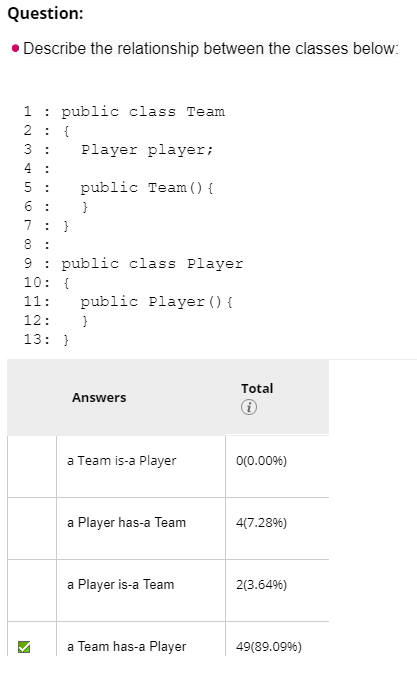 Question:
• Describe the relationship between the classes below:
1 : public class Team
2 : {
3 :   Player player;
4 :
5 :   public Team(){
6 :   }
7 : }
8 :
9 : public class Player
10: {
11:   public Player(){
12:   }
13: }
Answers Total
i
a Team is-a Player 0(0.00%)
a Player has-a Team 4(7.28%)
a Player is-a Team 2(3.64%)
a Team has-a Player 49(89.09%)